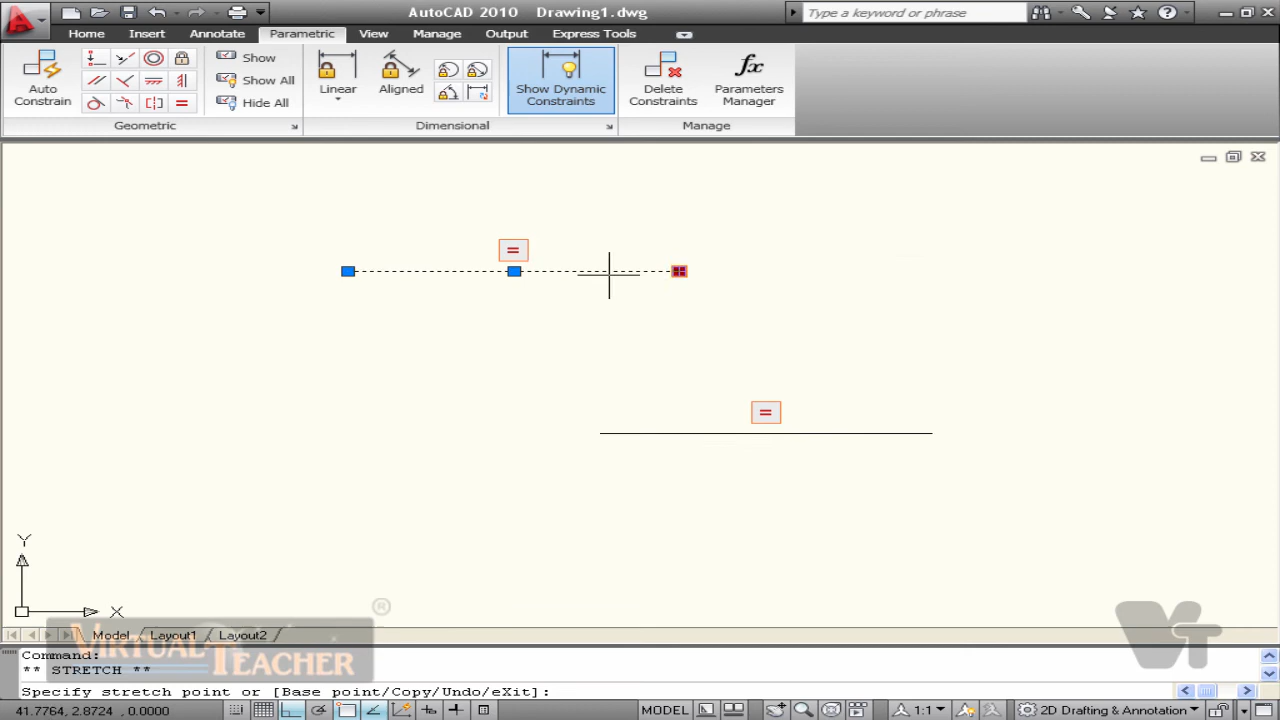 AutoCAD 2010 Drawing1.dwg
Type a keyword or phrase
Home Insert Annotate Parametric View Manage Output Express Tools
Auto Constrain
Show
Show All
Hide All
Linear
Aligned
Show Dynamic Constraints
Delete Constraints
fx
Parameters Manager
Geometric
Dimensional
Manage
=
=
Y
X
Model Layout1 Layout2
VIRTUAL TEACHER ®
VT
Command:
** STRETCH **
Specify stretch point or [Base point/Copy/Undo/eXit]:
41.7764, 2.8724 , 0.0000
MODEL
1:1
2D Drafting & Annotation